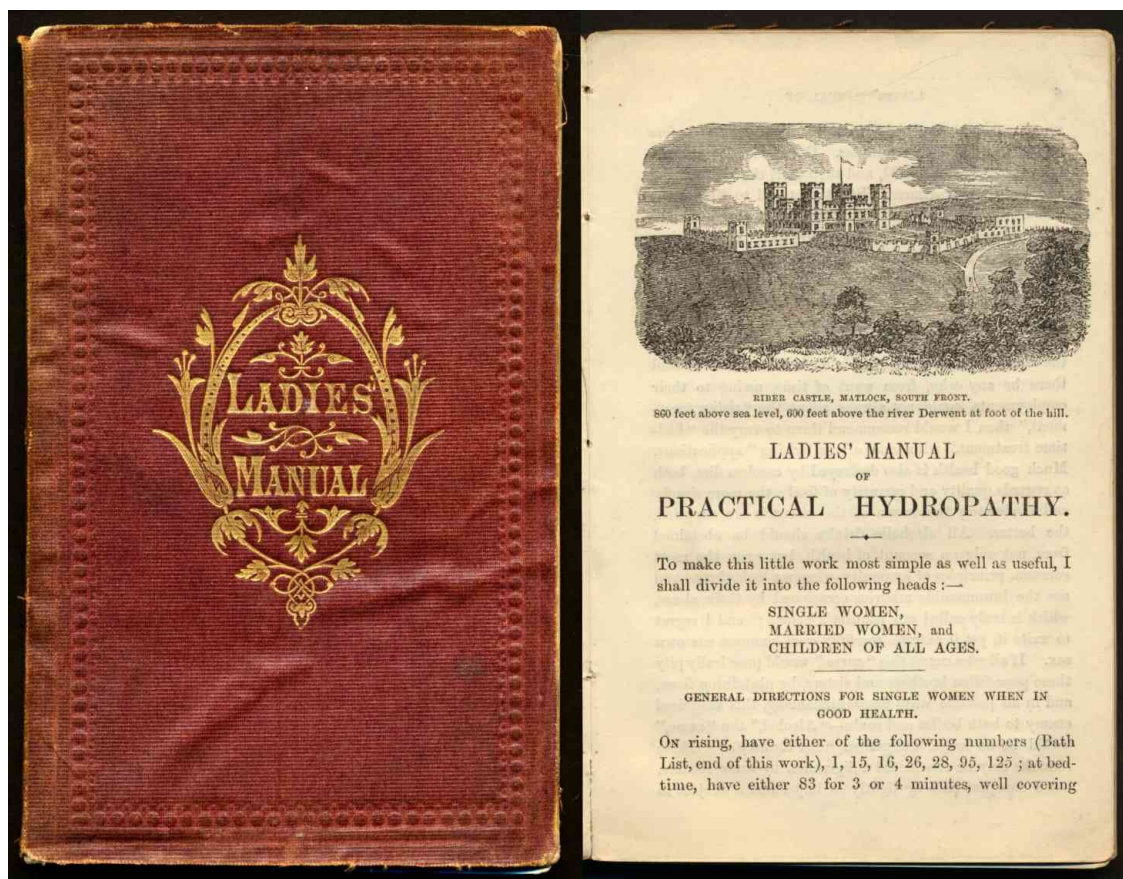 LADIES'
MANUAL
RIBER CASTLE, MATLOCK, SOUTH FRONT.
860 feet above sea level, 600 feet above the river Derwent at foot of the hill.
LADIES' MANUAL
OF
PRACTICAL HYDROPATHY.
To make this little work most simple as well as useful, I
shall divide it into the following heads :—
SINGLE WOMEN,
MARRIED WOMEN, and
CHILDREN OF ALL AGES.
GENERAL DIRECTIONS FOR SINGLE WOMEN WHEN IN
GOOD HEALTH.
ON rising, have either of the following numbers (Bath
List, end of this work), 1, 15, 16, 26, 28, 95, 125 ; at bed-
time, have either 83 for 3 or 4 minutes, well covering